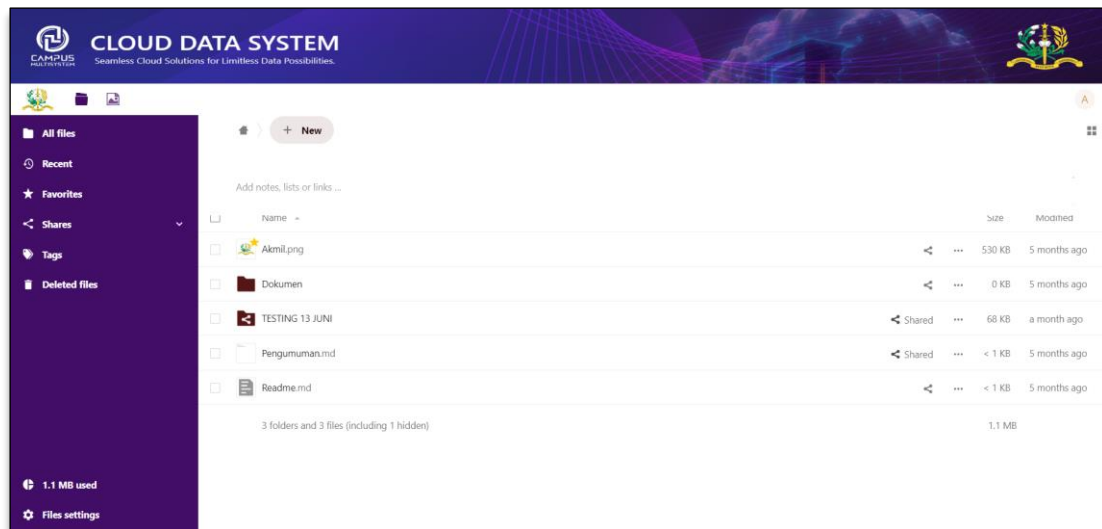 CAMPUS
MULTISYSTEM
CLOUD DATA SYSTEM
Seamless Cloud Solutions for Limitless Data Possibilities.
A
All files
Recent
Favorites
Shares
Tags
Deleted files
1.1 MB used
Files settings
+ New
Add notes, lists or links ...
Name Size Modified
Akmil.png 530 KB 5 months ago
Dokumen 0 KB 5 months ago
TESTING 13 JUNI Shared 68 KB a month ago
Pengumuman.md Shared < 1 KB 5 months ago
Readme.md < 1 KB 5 months ago
3 folders and 3 files (including 1 hidden) 1.1 MB